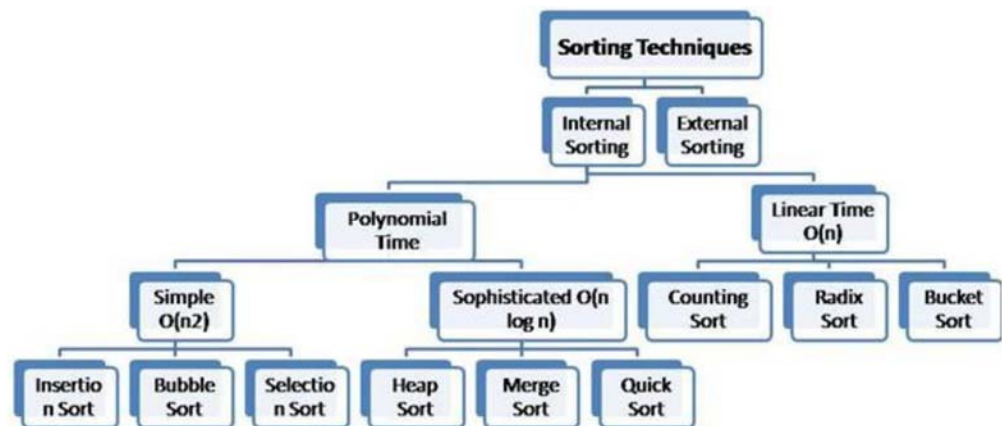 Sorting Techniques
Internal
Sorting
External
Sorting
Polynomial
Time
Linear Time
O(n)
Simple
O(n2)
Sophisticated O(n
log n)
Counting
Sort
Radix
Sort
Bucket
Sort
Insertio
n Sort
Bubble
Sort
Selectio
n Sort
Heap
Sort
Merge
Sort
Quick
Sort